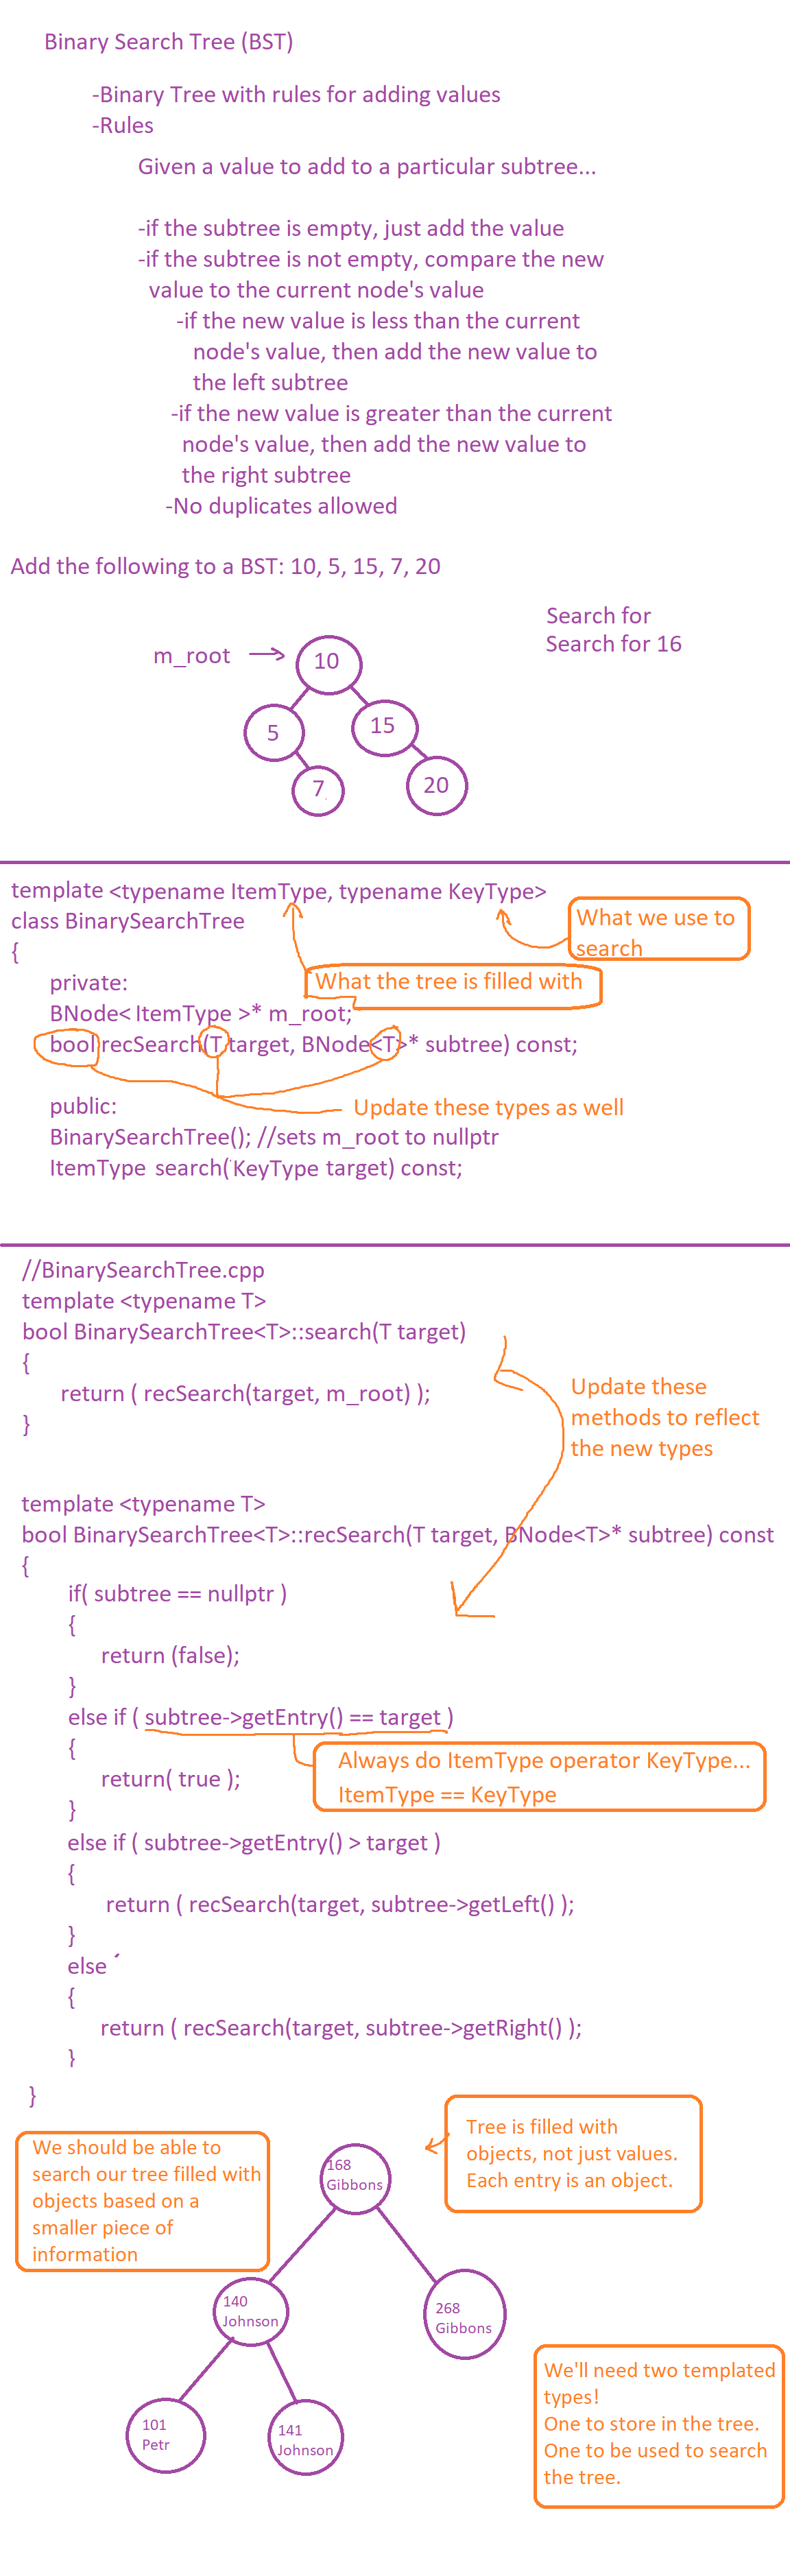 Binary Search Tree (BST)
-Binary Tree with rules for adding values
-Rules
Given a value to add to a particular subtree...
-if the subtree is empty, just add the value
-if the subtree is not empty, compare the new
value to the current node's value
-if the new value is less than the current
node's value, then add the new value to
the left subtree
-if the new value is greater than the current
node's value, then add the new value to
the right subtree
-No duplicates allowed
Add the following to a BST: 10, 5, 15, 7, 20
Search for
Search for 16
m_root
10
5
15
7
20
template <typename ItemType, typename KeyType>
class BinarySearchTree
{
What we use to
search
private:
What the tree is filled with
BNode< ItemType >* m_root;
bool recSearch(T target, BNode<T>* subtree) const;
public:
Update these types as well
BinarySearchTree(); //sets m_root to nullptr
ItemType search(KeyType target) const;
//BinarySearchTree.cpp
template <typename T>
bool BinarySearchTree<T>::search(T target)
{
return ( recSearch(target, m_root) );
}
Update these
methods to reflect
the new types
template <typename T>
bool BinarySearchTree<T>::recSearch(T target, BNode<T>* subtree) const
{
if( subtree == nullptr )
{
return (false);
}
else if ( subtree->getEntry() == target )
{
return( true );
}
Always do ItemType operator KeyType...
ItemType == KeyType
else if ( subtree->getEntry() > target )
{
return ( recSearch(target, subtree->getLeft() );
}
else
{
return ( recSearch(target, subtree->getRight() );
}
}
Tree is filled with
objects, not just values.
Each entry is an object.
We should be able to
search our tree filled with
objects based on a
smaller piece of
information
168
Gibbons
140
Johnson
268
Gibbons
101
Petr
141
Johnson
We'll need two templated
types!
One to store in the tree.
One to be used to search
the tree.